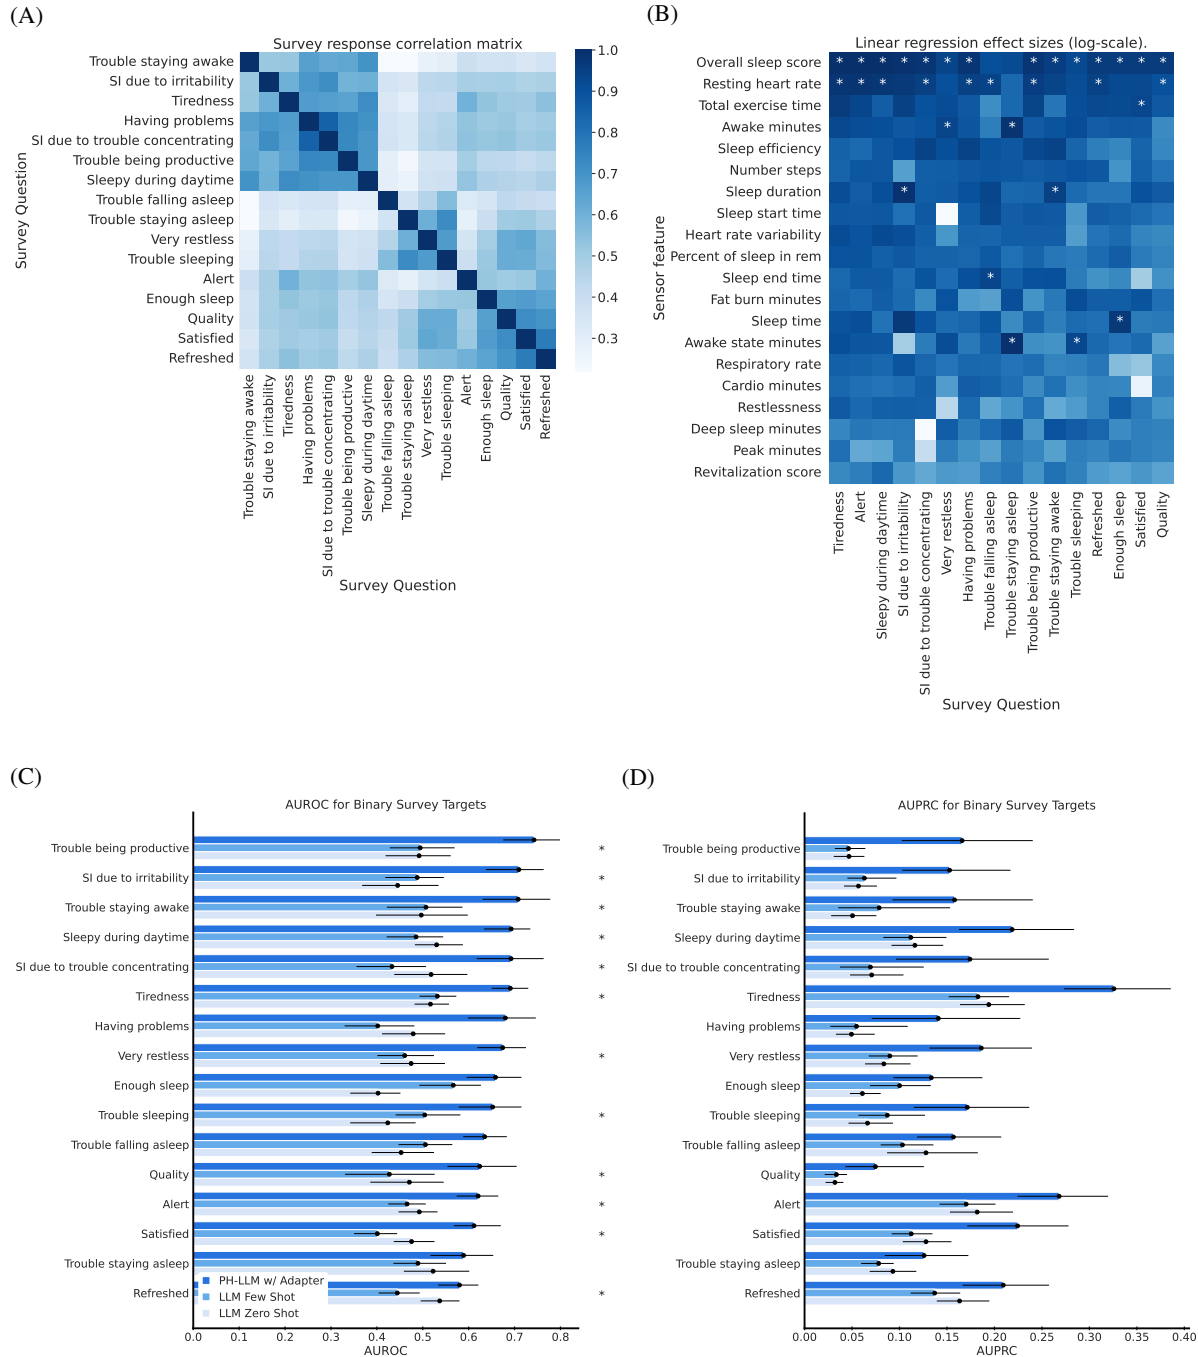 (A)
Survey response correlation matrix
Survey Question
Trouble staying awake
SI due to irritability
Tiredness
Having problems
SI due to trouble concentrating
Trouble being productive
Sleepy during daytime
Trouble falling asleep
Trouble staying asleep
Very restless
Trouble sleeping
Alert
Enough sleep
Quality
Satisfied
Refreshed
1.0
0.9
0.8
0.7
0.6
0.5
0.4
0.3
Trouble staying awake
SI due to irritability
Tiredness
Having problems
SI due to trouble concentrating
Trouble being productive
Sleepy during daytime
Trouble falling asleep
Trouble staying asleep
Very restless
Trouble sleeping
Alert
Enough sleep
Quality
Satisfied
Refreshed
Survey Question
(B)
Linear regression effect sizes (log-scale).
Sensor feature
Overall sleep score * * * * * * * * * * * * * *
Resting heart rate * * * * * * * * * *
Total exercise time *
Awake minutes * *
Sleep efficiency
Number steps
Sleep duration * *
Sleep start time
Heart rate variability
Percent of sleep in rem
Sleep end time *
Fat burn minutes
Sleep time *
Awake state minutes * *
Respiratory rate
Cardio minutes
Restlessness
Deep sleep minutes
Peak minutes
Revitalization score
Tiredness
Alert
Sleepy during daytime
SI due to irritability
SI due to trouble concentrating
Very restless
Having problems
Trouble falling asleep
Trouble staying asleep
Trouble being productive
Trouble staying awake
Trouble sleeping
Refreshed
Enough sleep
Satisfied
Quality
Survey Question
(C)
AUROC for Binary Survey Targets
Trouble being productive *
SI due to irritability *
Trouble staying awake *
Sleepy during daytime *
SI due to trouble concentrating *
Tiredness *
Having problems
Very restless *
Enough sleep
Trouble sleeping *
Trouble falling asleep
Quality *
Alert *
Satisfied *
Trouble staying asleep
Refreshed *
PH-LLM w/ Adapter
LLM Few Shot
LLM Zero Shot
0.0 0.1 0.2 0.3 0.4 0.5 0.6 0.7 0.8
AUROC
(D)
AUPRC for Binary Survey Targets
Trouble being productive
SI due to irritability
Trouble staying awake
Sleepy during daytime
SI due to trouble concentrating
Tiredness
Having problems
Very restless
Enough sleep
Trouble sleeping
Trouble falling asleep
Quality
Alert
Satisfied
Trouble staying asleep
Refreshed
0.00 0.05 0.10 0.15 0.20 0.25 0.30 0.35 0.40
AUPRC